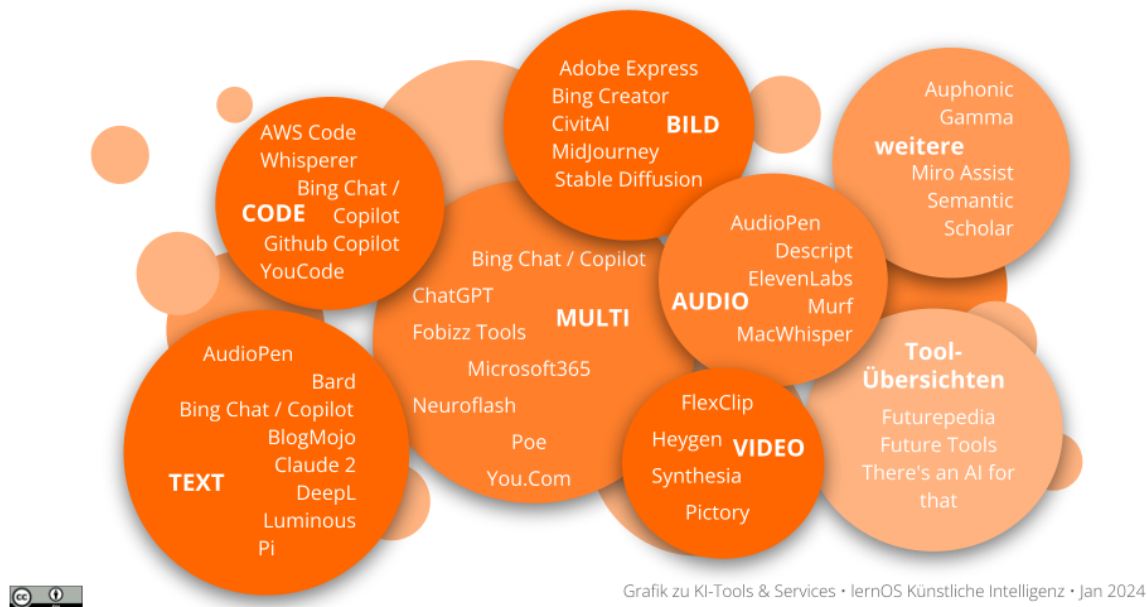 Adobe Express
Bing Creator
CivitAI
BILD
MidJourney
Stable Diffusion
Auphonic
Gamma
weitere
Miro Assist
Semantic
Scholar
AWS Code
Whisperer
Bing Chat /
CODE
Copilot
Github Copilot
YouCode
Bing Chat / Copilot
ChatGPT
MULTI
Fobizz Tools
Microsoft365
Neuroflash
Poe
You.Com
AudioPen
Descript
ElevenLabs
AUDIO
Murf
MacWhisper
AudioPen
Bard
Bing Chat / Copilot
BlogMojo
Claude 2
TEXT
DeepL
Luminous
Pi
FlexClip
Heygen
VIDEO
Synthesia
Pictory
Tool-
Übersichten
Futurepedia
Future Tools
There's an AI for
that
Grafik zu KI-Tools & Services • lernOS Künstliche Intelligenz • Jan 2024
cc